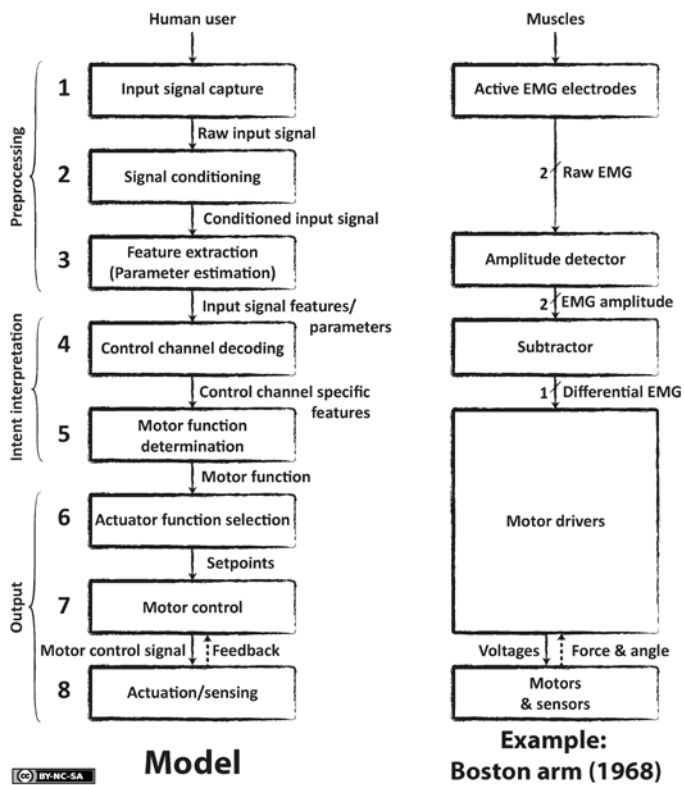 Human user
1
Input signal capture
Raw input signal
2
Signal conditioning
Conditioned input signal
3
Feature extraction
(Parameter estimation)
Input signal features/
parameters
4
Control channel decoding
Control channel specific
features
5
Motor function
determination
Motor function
6
Actuator function selection
Setpoints
7
Motor control
Motor control signal
Feedback
8
Actuation/sensing
Preprocessing
Intent interpretation
Output
Model
Muscles
Active EMG electrodes
2 Raw EMG
Amplitude detector
2 EMG amplitude
Subtractor
1 Differential EMG
Motor drivers
Voltages
Force & angle
Motors
& sensors
Example:
Boston arm (1968)
cc BY-NC-SA